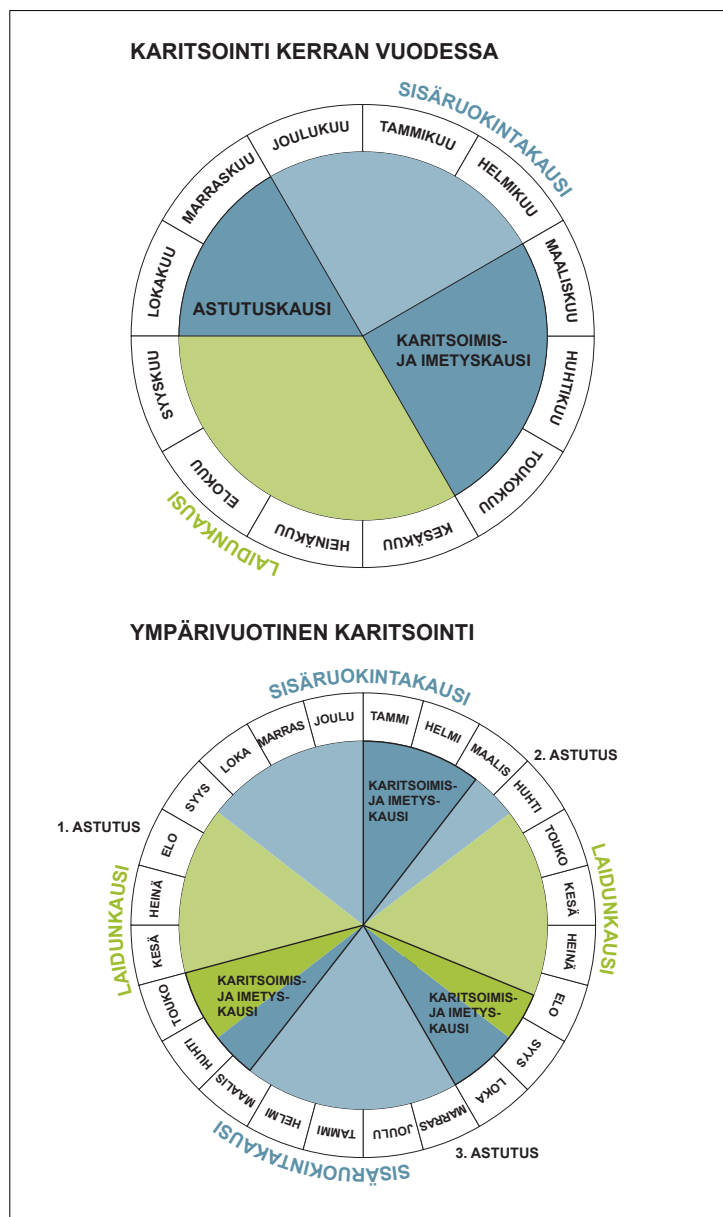 KARITSOINTI KERRAN VUODESSA
SISÄRUOKINTAKAUSI
TAMMIKUU
HELMIKUU
MAALISKUU
HUHTIKUU
TOUKOKUU
KESÄKUU
HEINÄKUU
ELOKUU
SYYSKUU
LOKAKUU
MARRASKUU
JOULUKUU
ASTUTUSKAUSI
KARITSOIMIS-
JA IMETYSKAUSI
LAIDUNKAUSI
YMPÄRIVUOTINEN KARITSOINTI
SISÄRUOKINTAKAUSI
TAMMI
HELMI
MAALIS
2. ASTUTUS
HUHTI
TOUKO
KESÄ
LAIDUNKAUSI
HEINÄ
ELO
SYYS
LOKA
MARRAS
3. ASTUTUS
JOULU
TAMMI
SISÄRUOKINTAKAUSI
HELMI
MAALIS
HUHTI
TOUKO
KESÄ
LAIDUNKAUSI
HEINÄ
ELO
1. ASTUTUS
SYYS
LOKA
MARRAS
JOULU
KARITSOIMIS-
JA IMETYS-
KAUSI
KARITSOIMIS-
JA IMETYS-
KAUSI
KARITSOIMIS-
JA IMETYS-
KAUSI